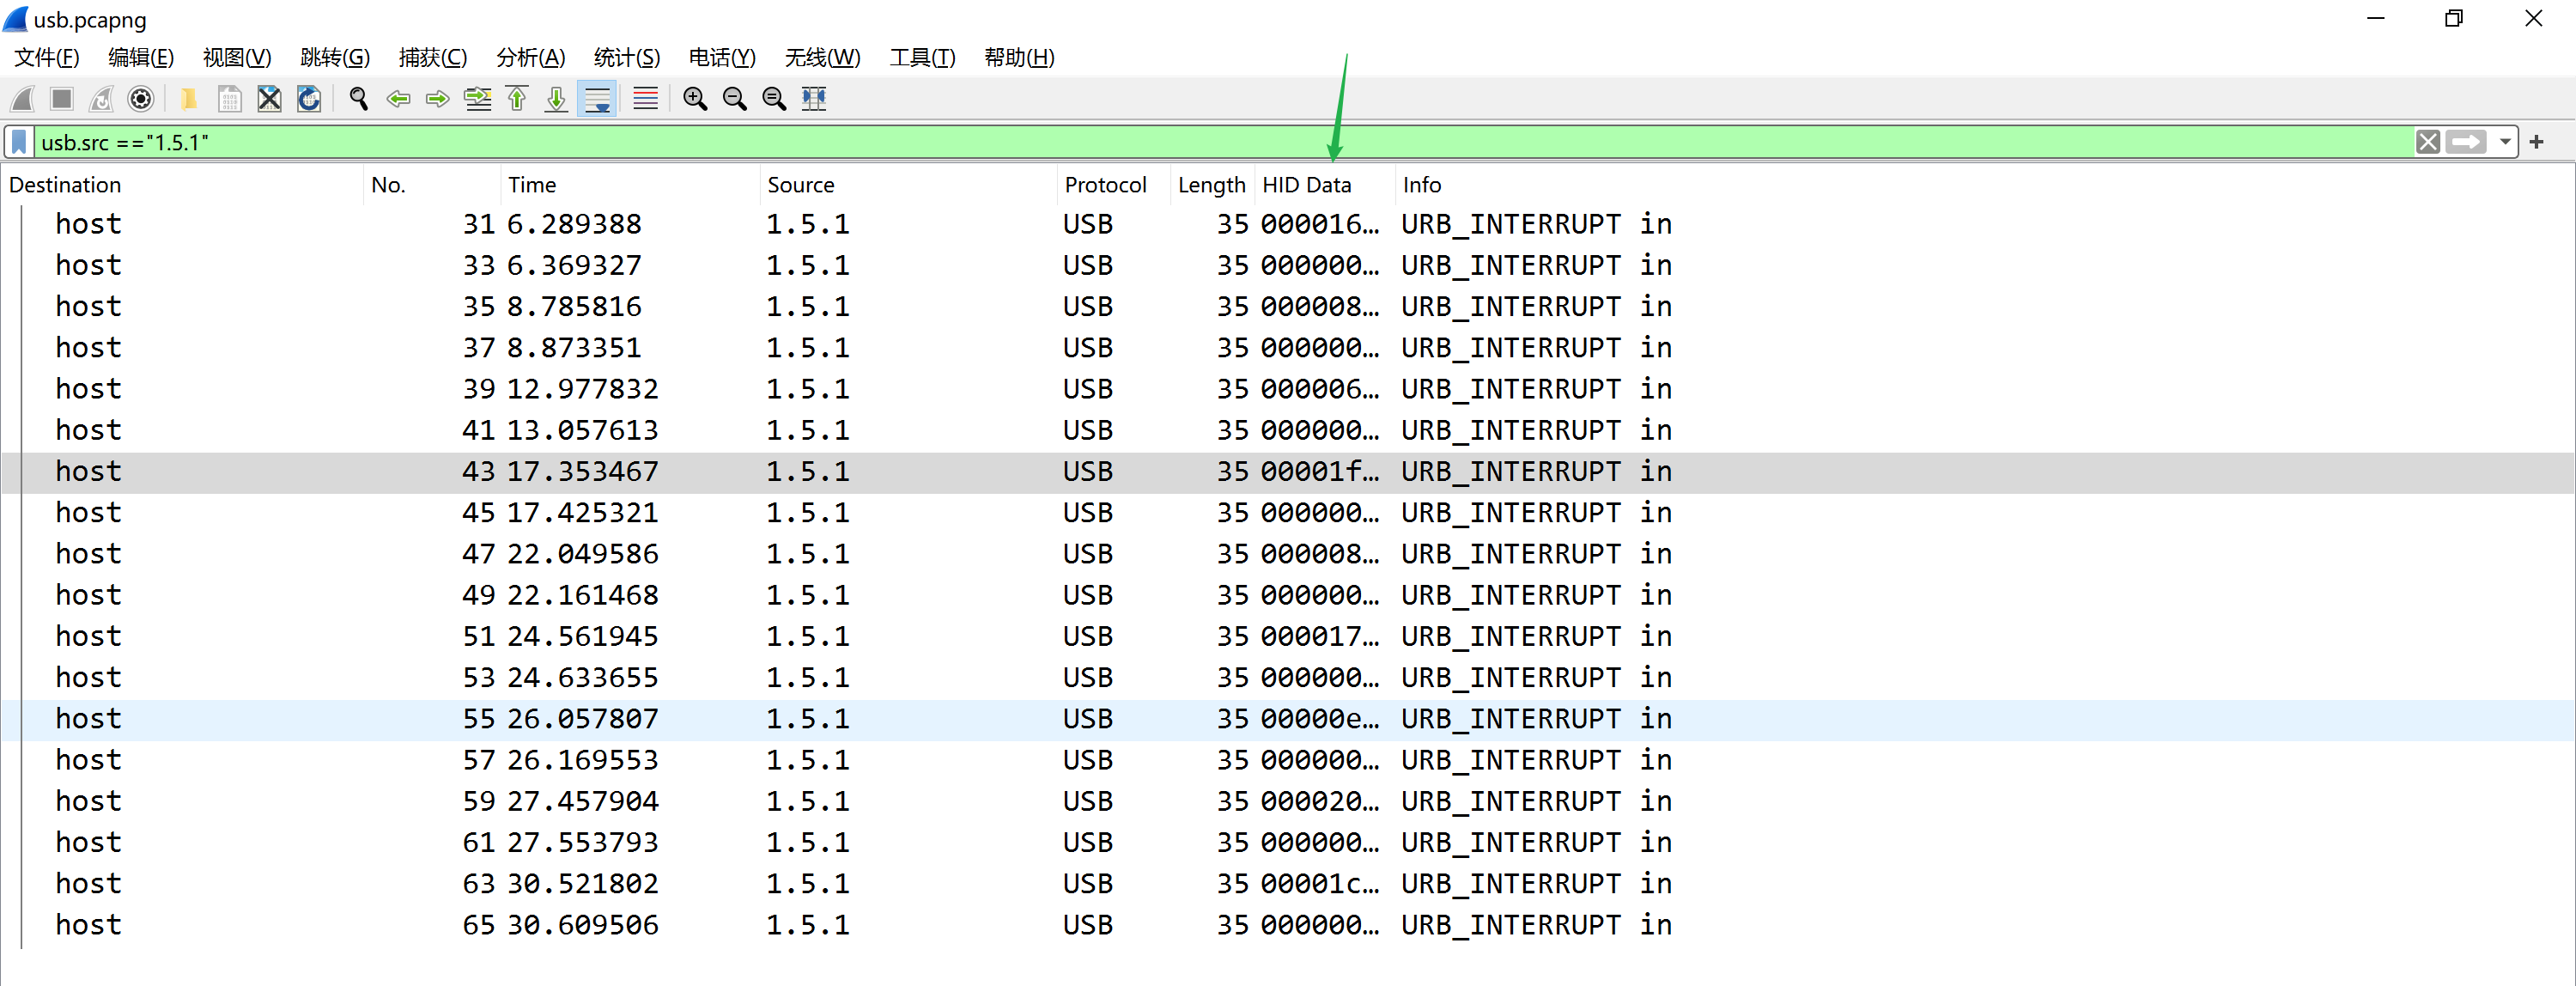 usb.pcapng
文件(F) 编辑(E) 视图(V) 跳转(G) 捕获(C) 分析(A) 统计(S) 电话(Y) 无线(W) 工具(T) 帮助(H)
usb.src =="1.5.1"
Destination No. Time Source Protocol Length HID Data Info
host 31 6.289388 1.5.1 USB 35 000016… URB_INTERRUPT in
host 33 6.369327 1.5.1 USB 35 000000… URB_INTERRUPT in
host 35 8.785816 1.5.1 USB 35 000008… URB_INTERRUPT in
host 37 8.873351 1.5.1 USB 35 000000… URB_INTERRUPT in
host 39 12.977832 1.5.1 USB 35 000006… URB_INTERRUPT in
host 41 13.057613 1.5.1 USB 35 000000… URB_INTERRUPT in
host 43 17.353467 1.5.1 USB 35 00001f… URB_INTERRUPT in
host 45 17.425321 1.5.1 USB 35 000000… URB_INTERRUPT in
host 47 22.049586 1.5.1 USB 35 000008… URB_INTERRUPT in
host 49 22.161468 1.5.1 USB 35 000000… URB_INTERRUPT in
host 51 24.561945 1.5.1 USB 35 000017… URB_INTERRUPT in
host 53 24.633655 1.5.1 USB 35 000000… URB_INTERRUPT in
host 55 26.057807 1.5.1 USB 35 00000e… URB_INTERRUPT in
host 57 26.169553 1.5.1 USB 35 000000… URB_INTERRUPT in
host 59 27.457904 1.5.1 USB 35 000020… URB_INTERRUPT in
host 61 27.553793 1.5.1 USB 35 000000… URB_INTERRUPT in
host 63 30.521802 1.5.1 USB 35 00001c… URB_INTERRUPT in
host 65 30.609506 1.5.1 USB 35 000000… URB_INTERRUPT in